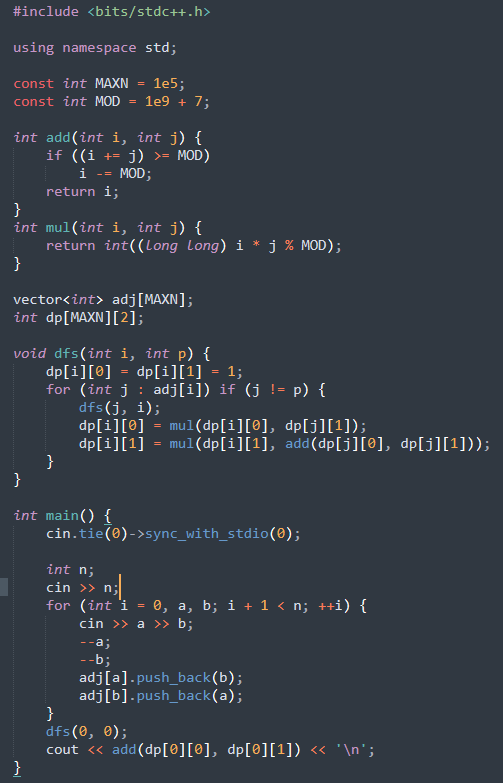 #include <bits/stdc++.h>
using namespace std;
const int MAXN = 1e5;
const int MOD = 1e9 + 7;
int add(int i, int j) {
    if ((i += j) >= MOD)
        i -= MOD;
    return i;
}
int mul(int i, int j) {
    return int((long long) i * j % MOD);
}
vector<int> adj[MAXN];
int dp[MAXN][2];
void dfs(int i, int p) {
    dp[i][0] = dp[i][1] = 1;
    for (int j : adj[i]) if (j != p) {
        dfs(j, i);
        dp[i][0] = mul(dp[i][0], dp[j][1]);
        dp[i][1] = mul(dp[i][1], add(dp[j][0], dp[j][1]));
    }
}
int main() {
    cin.tie(0)->sync_with_stdio(0);
    int n;
    cin >> n;
    for (int i = 0, a, b; i + 1 < n; ++i) {
        cin >> a >> b;
        --a;
        --b;
        adj[a].push_back(b);
        adj[b].push_back(a);
    }
    dfs(0, 0);
    cout << add(dp[0][0], dp[0][1]) << '\n';
}